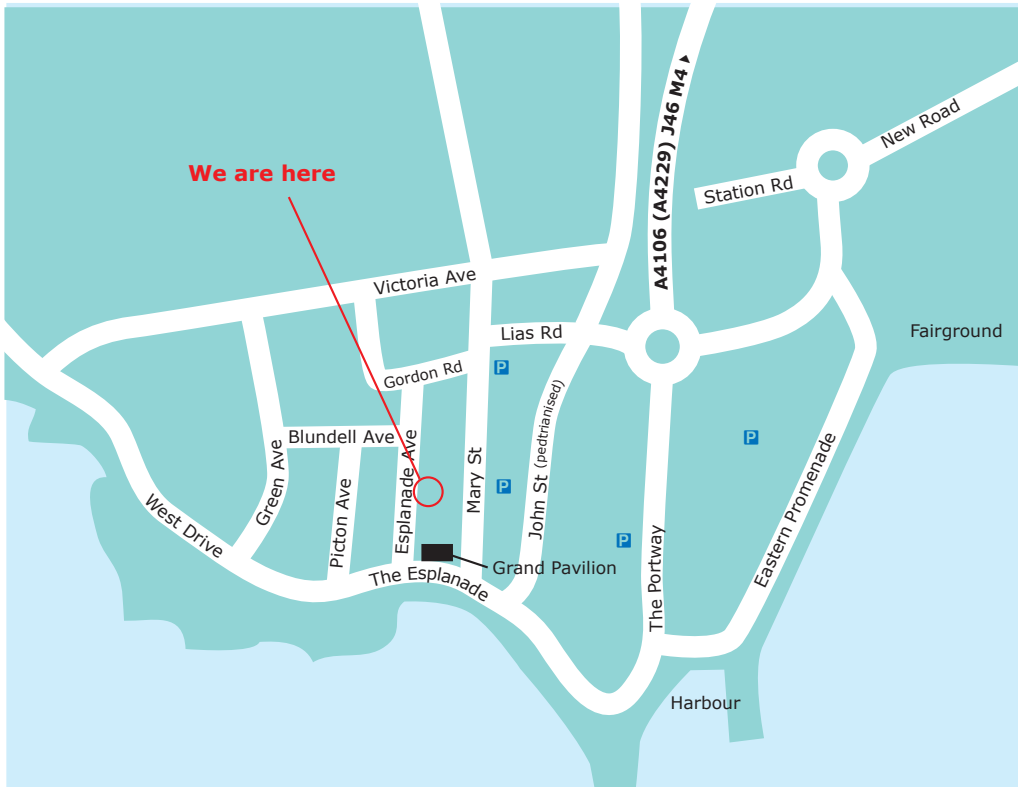 A4106 (A4229) J46 M4
New Road
We are here
Station Rd
Victoria Ave
Lias Rd
Fairground
Gordon Rd
John St (pedtrianised)
Blundell Ave
Green Ave
Esplanade Ave
Mary St
P
P
P
P
West Drive
Picton Ave
Eastern Promenade
Grand Pavilion
The Esplanade
The Portway
Harbour